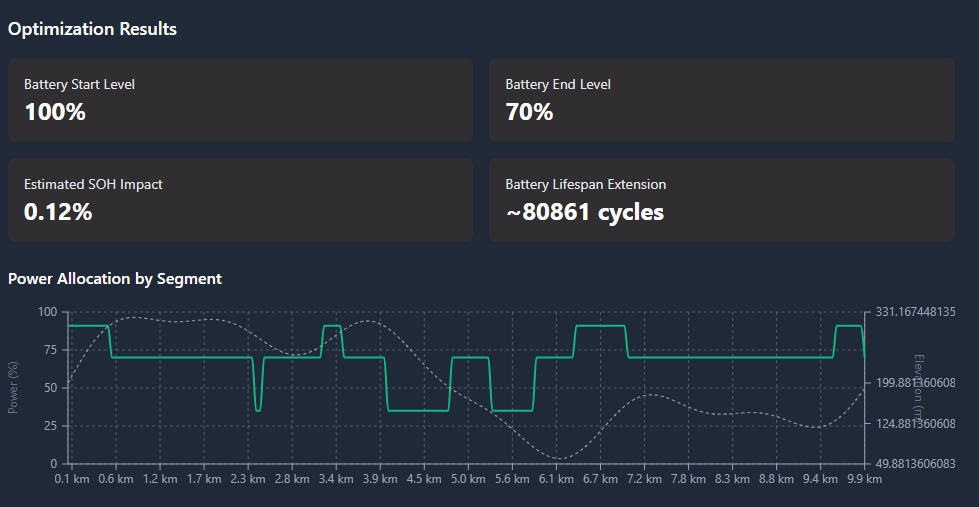 Optimization Results
Battery Start Level
100%
Battery End Level
70%
Estimated SOH Impact
0.12%
Battery Lifespan Extension
~80861 cycles
Power Allocation by Segment
100
75
50
25
0
Power (%)
331.167448135
199.881360608
124.881360608
49.8813606083
0.1 km 0.6 km 1.2 km 1.7 km 2.3 km 2.8 km 3.4 km 3.9 km 4.5 km 5.0 km 5.6 km 6.1 km 6.7 km 7.2 km 7.8 km 8.3 km 8.8 km 9.4 km 9.9 km